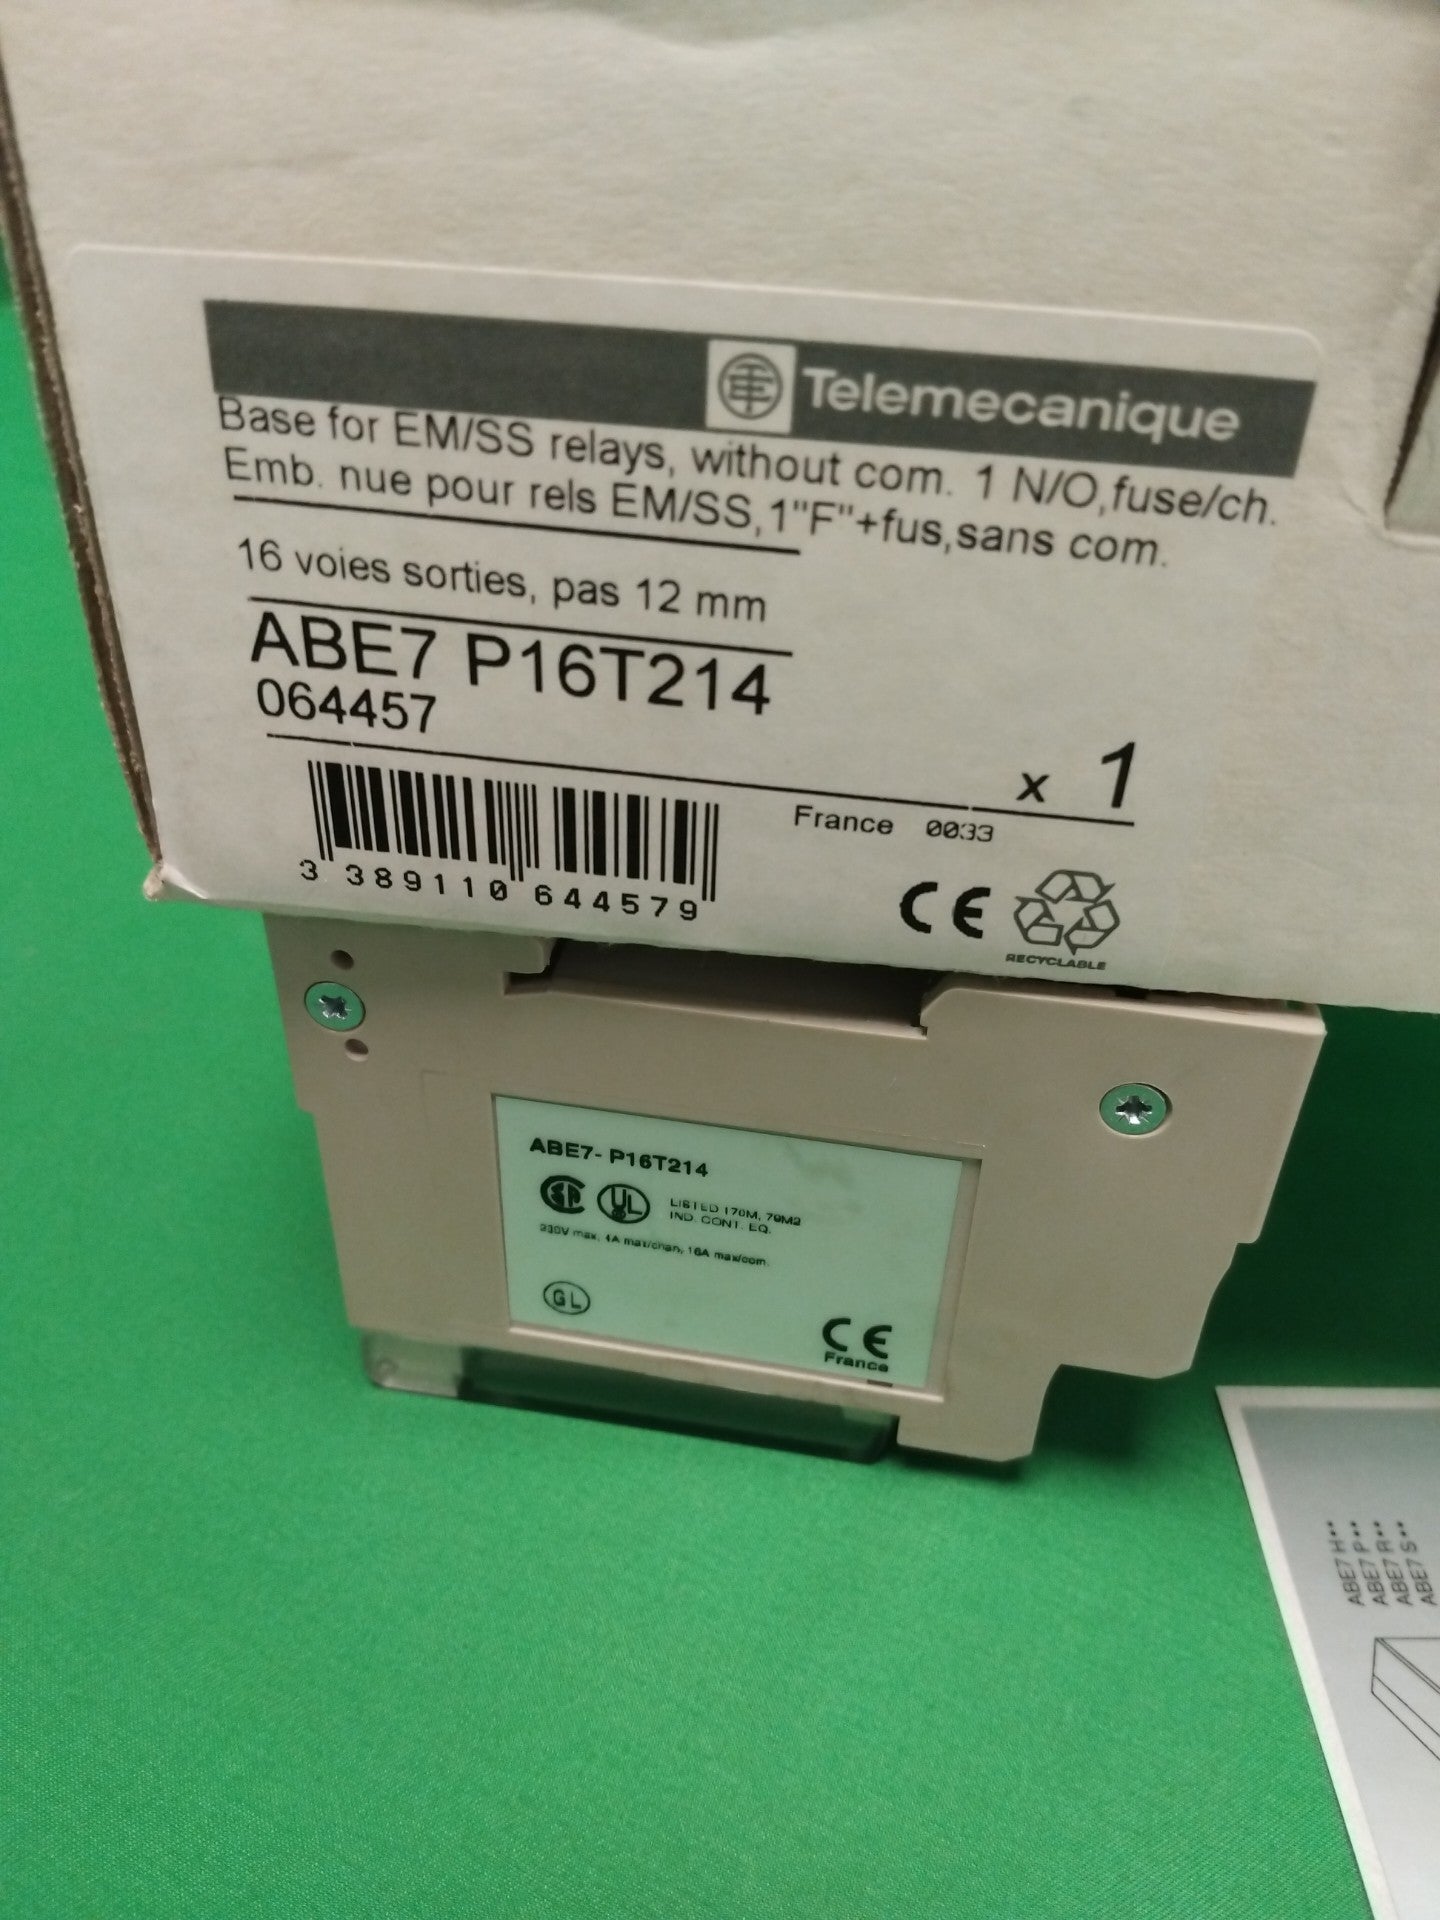 Telemecanique
Base for EM/SS relays, without com. 1 N/O,fuse/ch.
Emb. nue pour rels EM/SS,1"F"+fus,sans com.
16 voies sorties, pas 12 mm
ABE7 P16T214
064457
x 1
France 0033
3 389110 644579
CE
RECYCLABLE
ABE7- P16T214
UL
LISTED 170M, 79M2
IND. CONT. EQ.
230V max, 4A max/chan, 16A max/com.
GL
CE
France
ABE7 H••
ABE7 P••
ABE7 R••
ABE7 S••